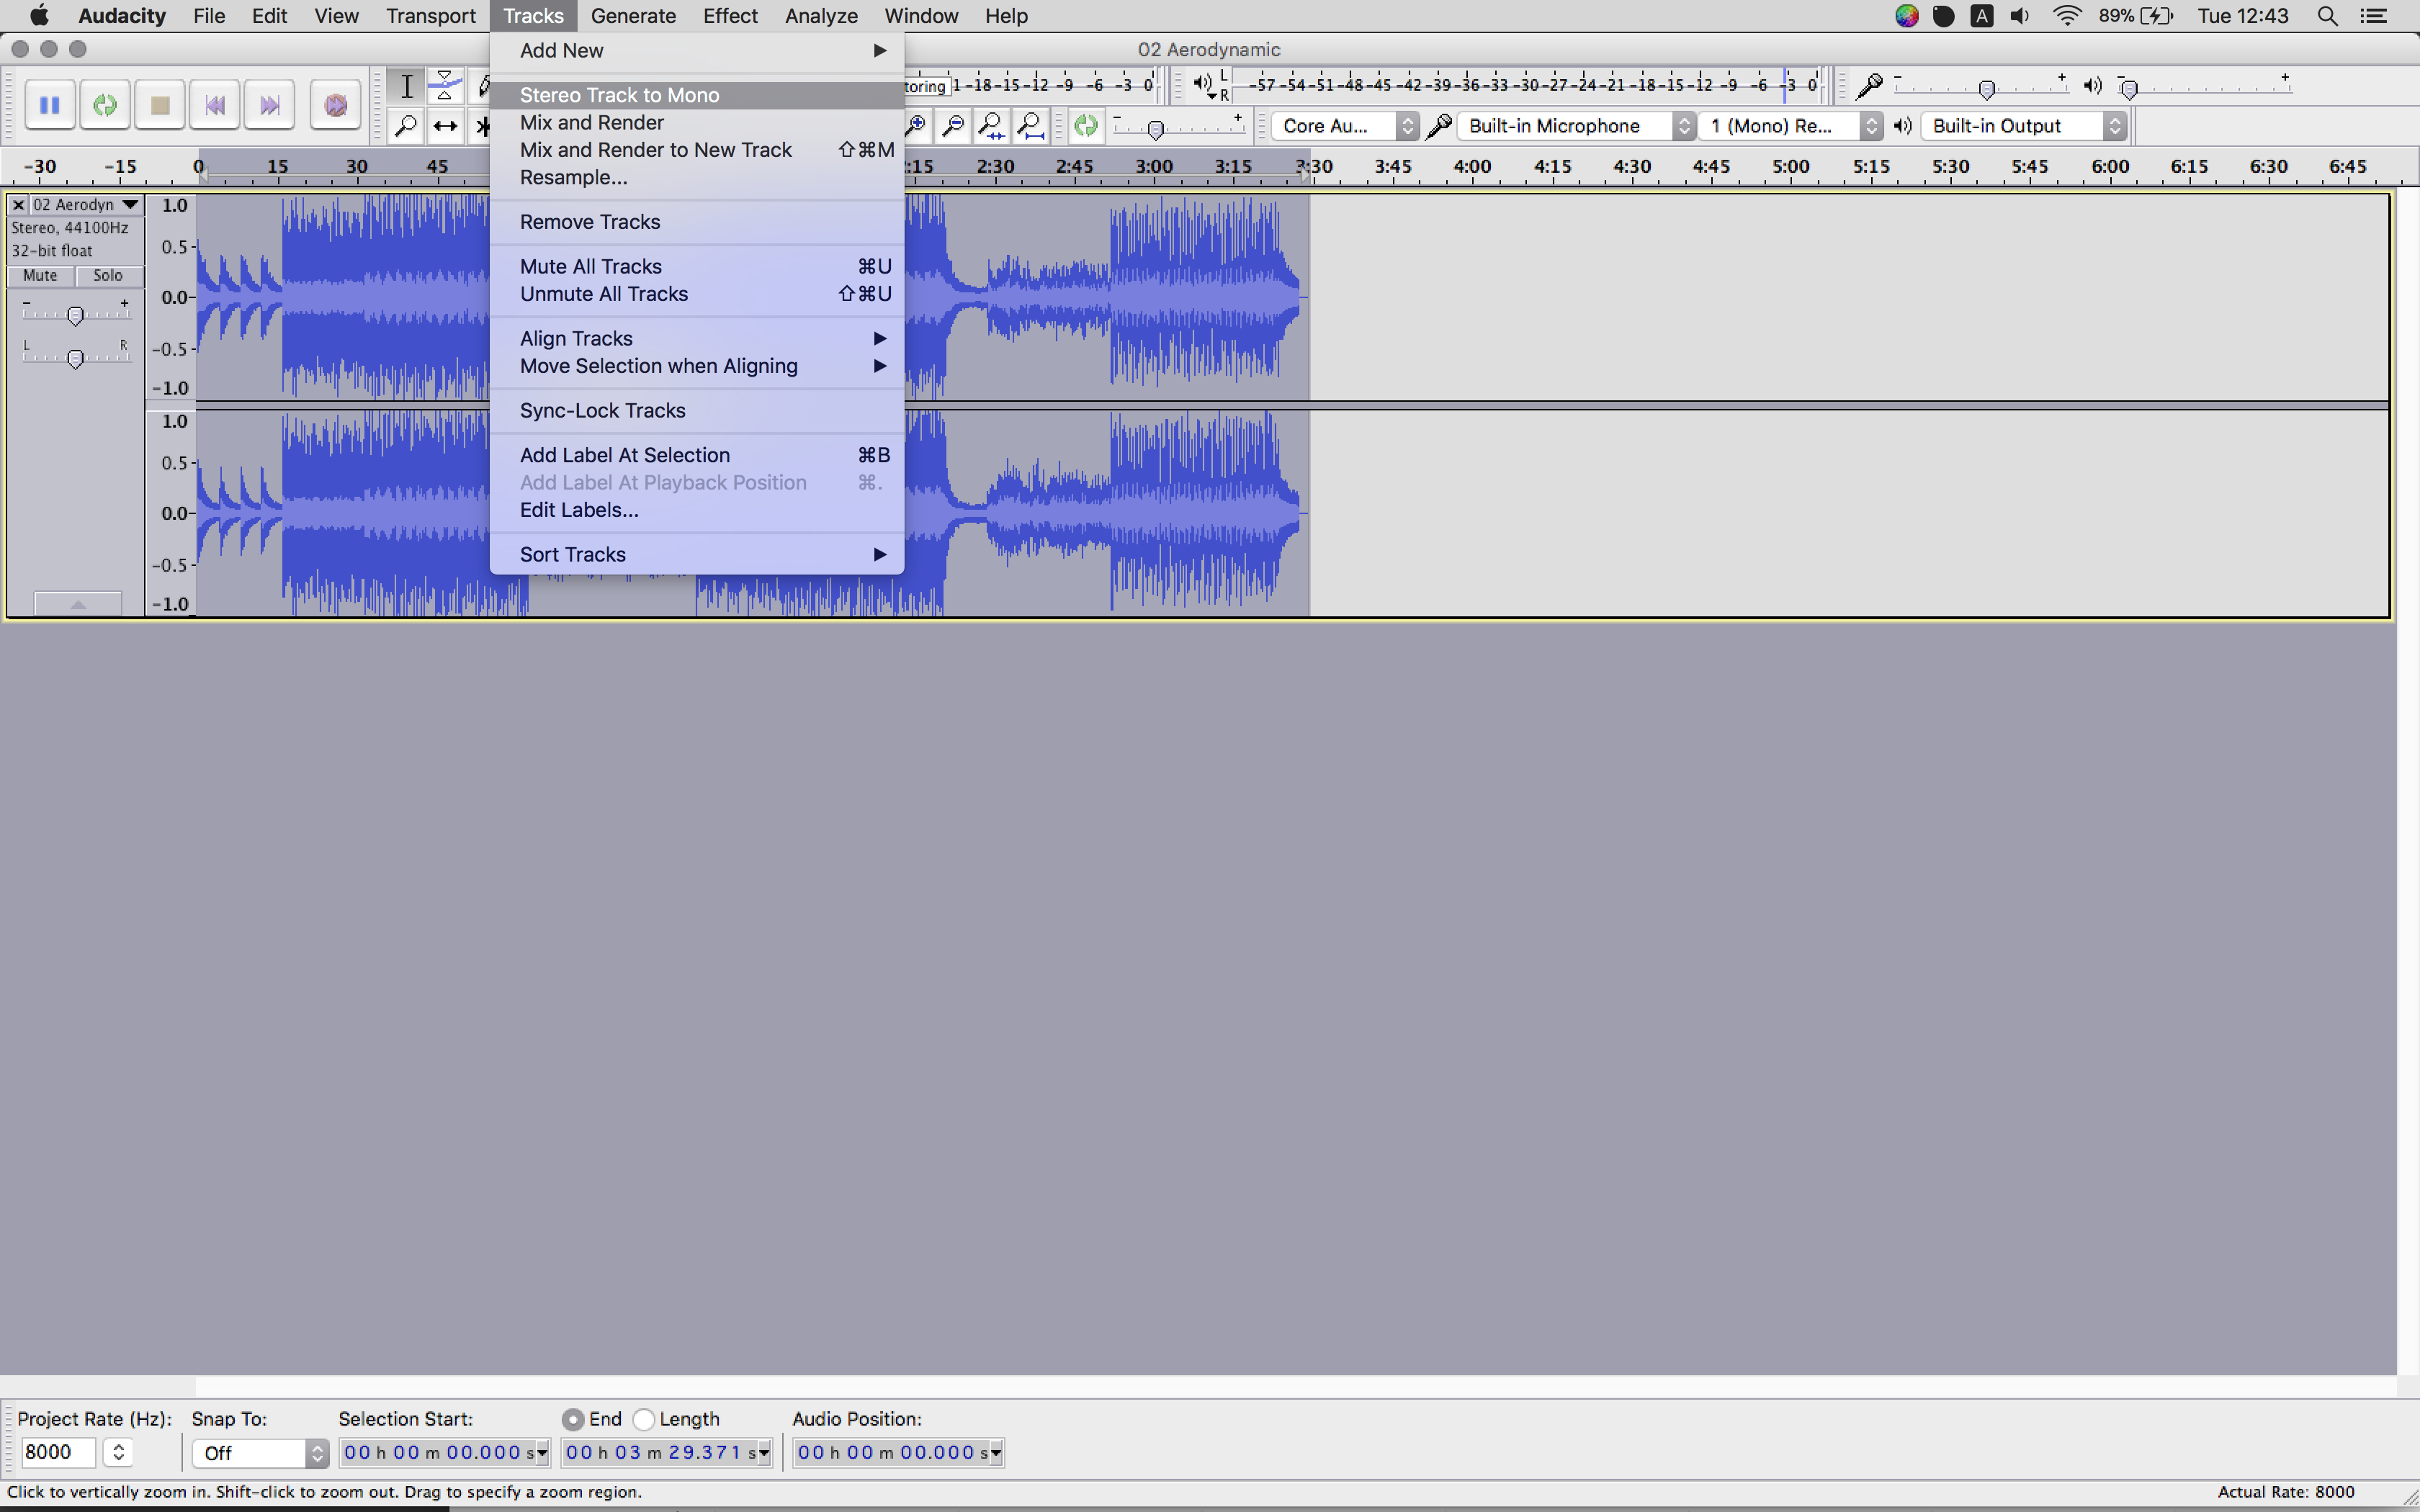 Audacity File Edit View Transport Tracks Generate Effect Analyze Window Help A 89% Tue 12:43
02 Aerodynamic
Add New
Stereo Track to Mono
Mix and Render
Mix and Render to New Track ⇧⌘M
Resample...
Remove Tracks
Mute All Tracks ⌘U
Unmute All Tracks ⇧⌘U
Align Tracks
Move Selection when Aligning
Sync-Lock Tracks
Add Label At Selection ⌘B
Add Label At Playback Position ⌘.
Edit Labels...
Sort Tracks
toring 1 -18 -15 -12 -9 -6 -3 0
L
R
-57 -54 -51 -48 -45 -42 -39 -36 -33 -30 -27 -24 -21 -18 -15 -12 -9 -6 -3 0
- + - +
- + Core Au... Built-in Microphone 1 (Mono) Re... Built-in Output
-30 -15 0 15 30 45 :15 2:30 2:45 3:00 3:15 3:30 3:45 4:00 4:15 4:30 4:45 5:00 5:15 5:30 5:45 6:00 6:15 6:30 6:45
02 Aerodyn
Stereo, 44100Hz
32-bit float
Mute Solo
- +
L R
1.0
0.5
0.0
-0.5
-1.0
1.0
0.5
0.0
-0.5
-1.0
Project Rate (Hz): Snap To: Selection Start: End Length Audio Position:
8000 Off 00 h 00 m 00.000 s 00 h 03 m 29.371 s 00 h 00 m 00.000 s
Click to vertically zoom in. Shift-click to zoom out. Drag to specify a zoom region. Actual Rate: 8000